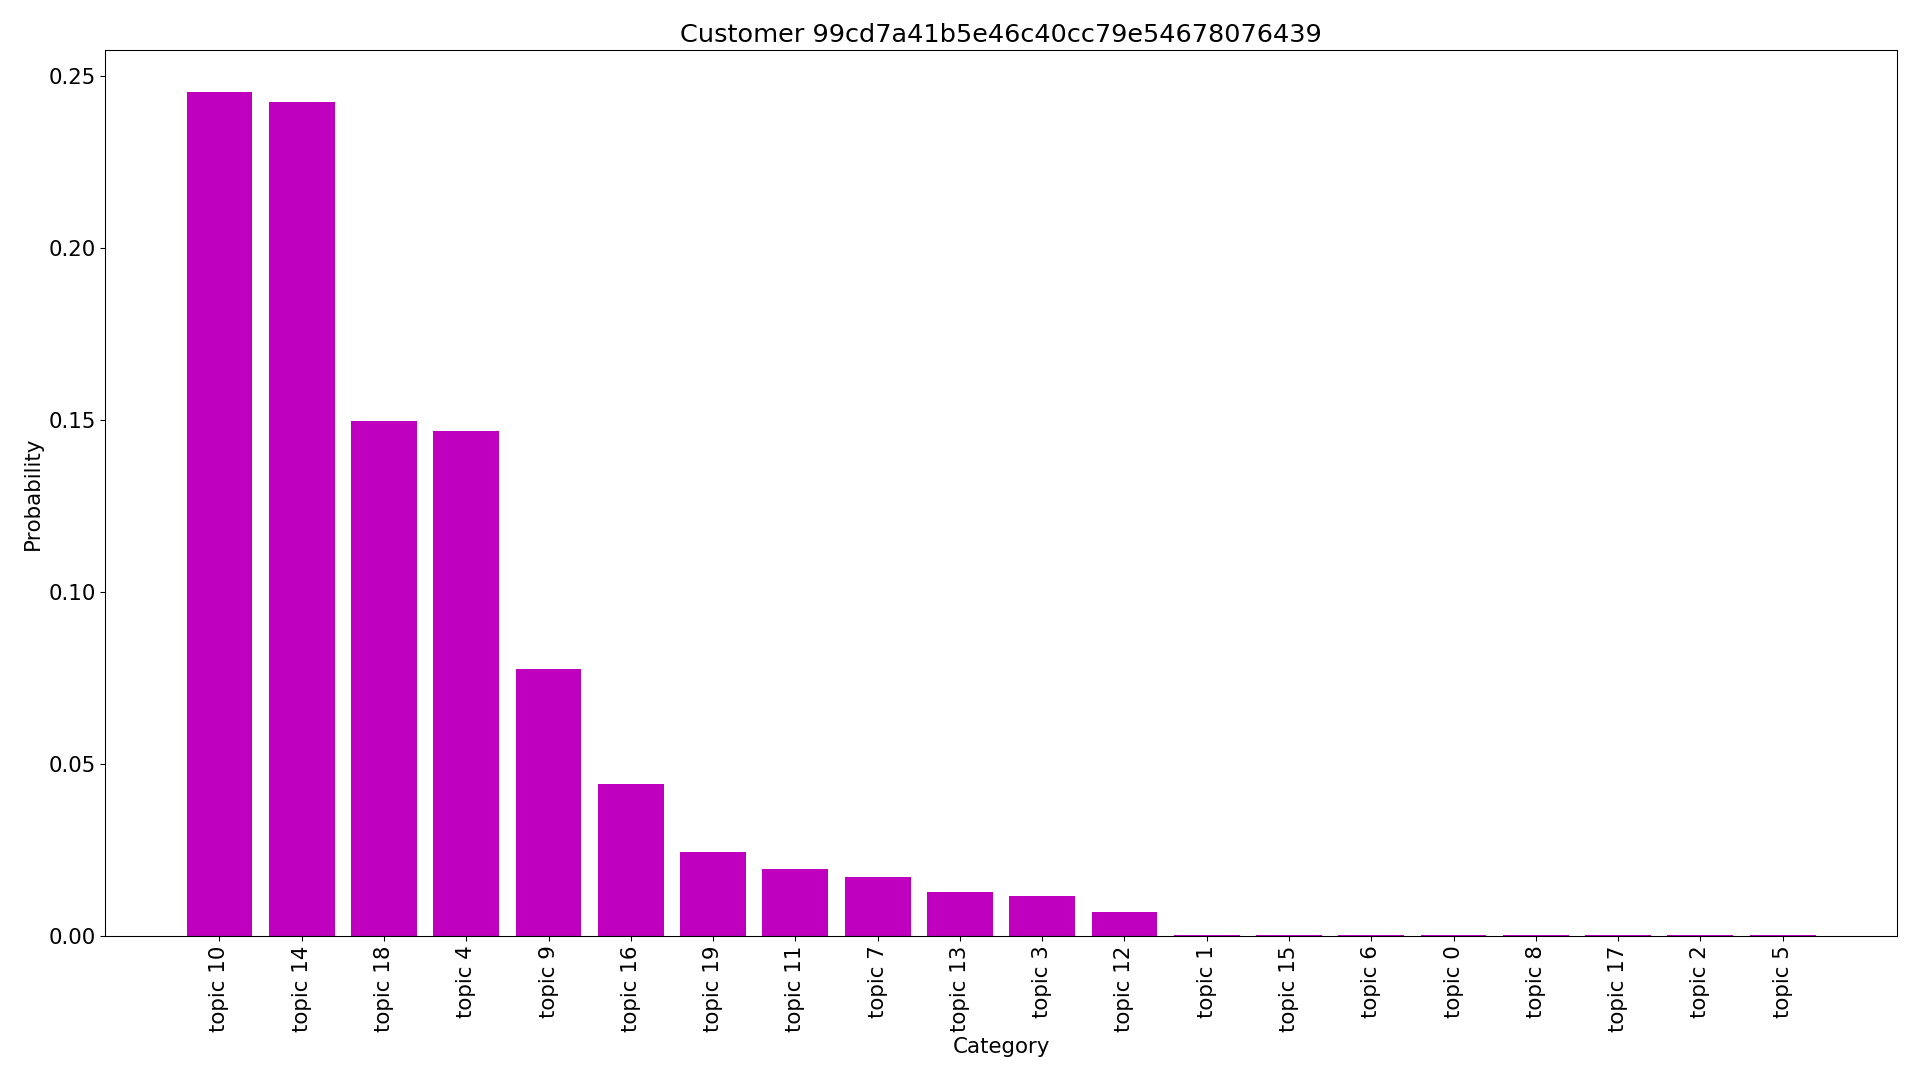 Customer 99cd7a41b5e46c40cc79e54678076439
0.25
0.20
0.15
0.10
0.05
0.00
Probability
topic 10
topic 14
topic 18
topic 4
topic 9
topic 16
topic 19
topic 11
topic 7
topic 13
topic 3
topic 12
topic 1
topic 15
topic 6
topic 0
topic 8
topic 17
topic 2
topic 5
Category